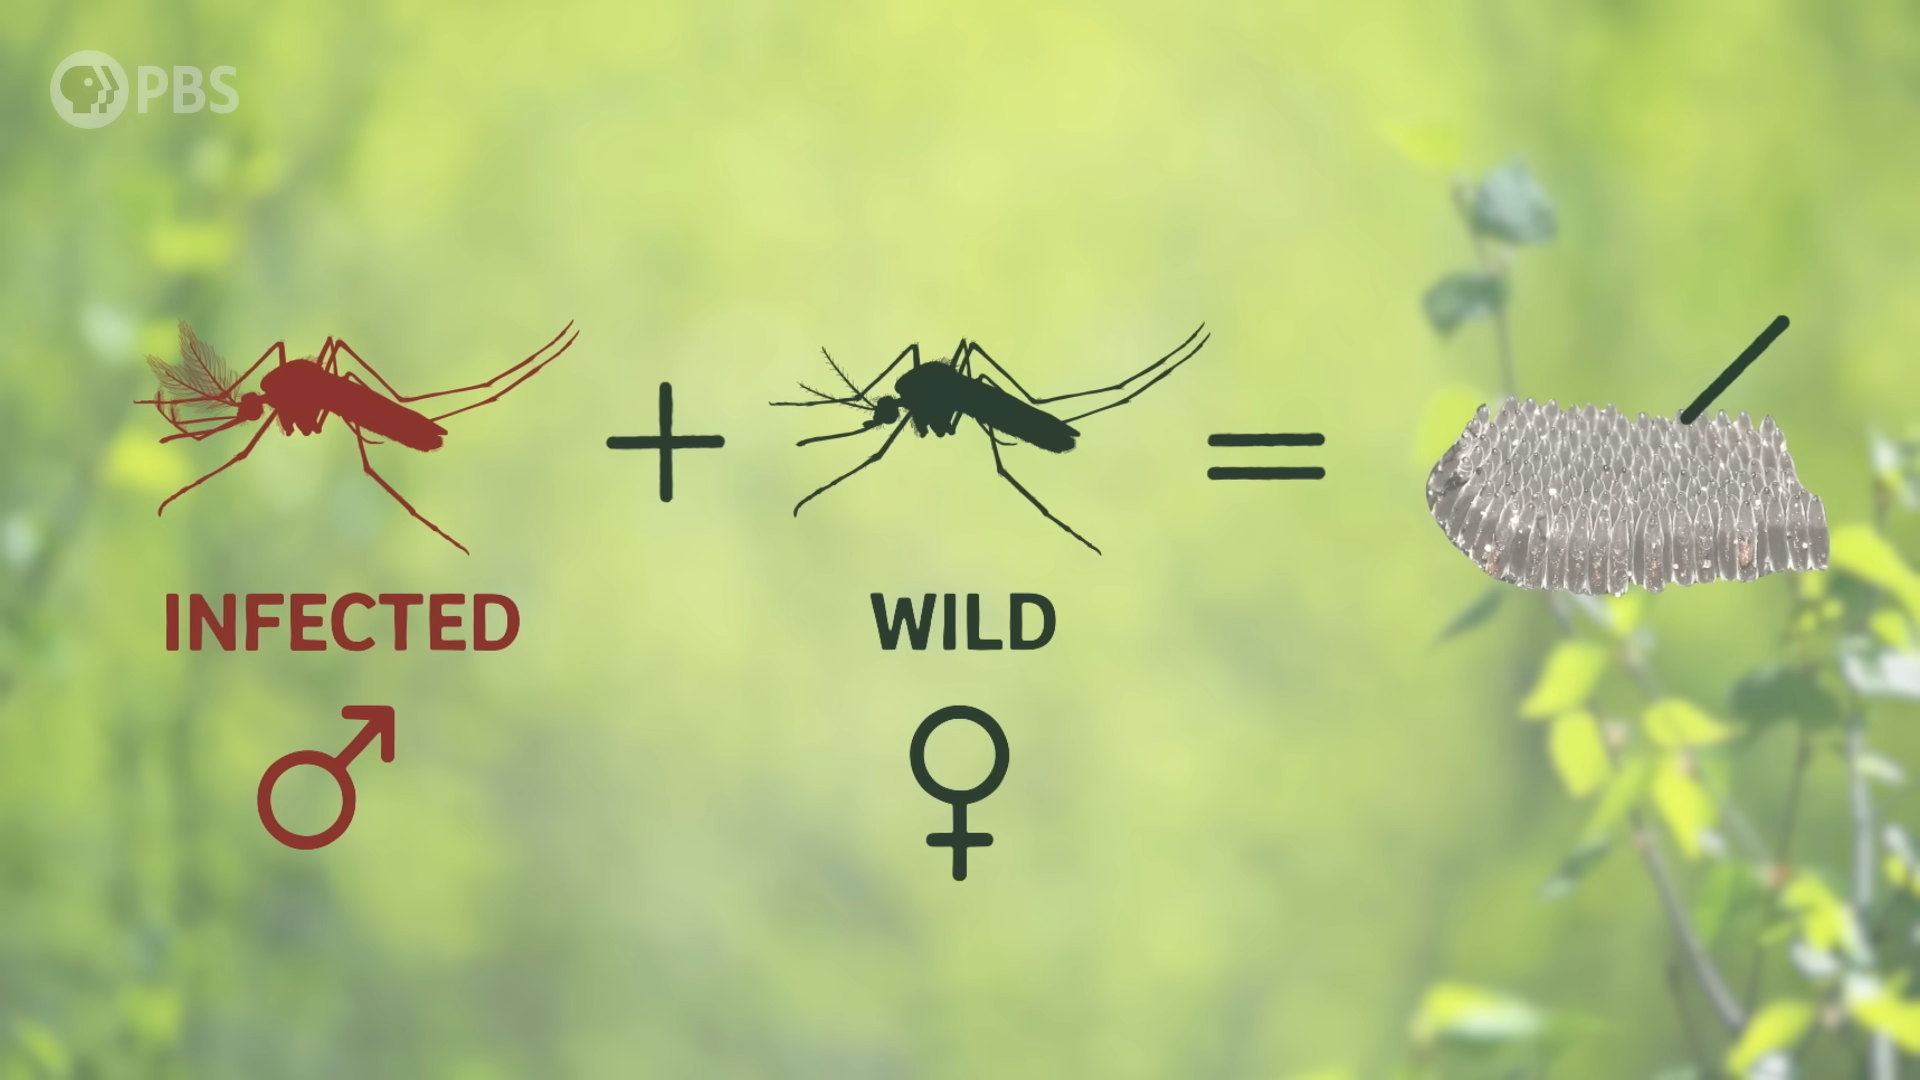 PBS
INFECTED
+
WILD
=
♂
♀